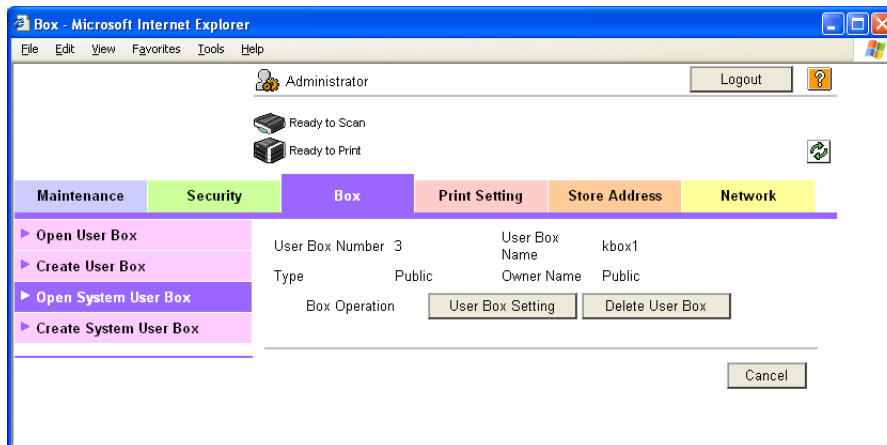 Box - Microsoft Internet Explorer
File Edit View Favorites Tools Help
Administrator
Logout
?
Ready to Scan
Ready to Print
Maintenance Security Box Print Setting Store Address Network
Open User Box
Create User Box
Open System User Box
Create System User Box
User Box Number 3 User Box Name kbox1
Type Public Owner Name Public
Box Operation User Box Setting Delete User Box
Cancel